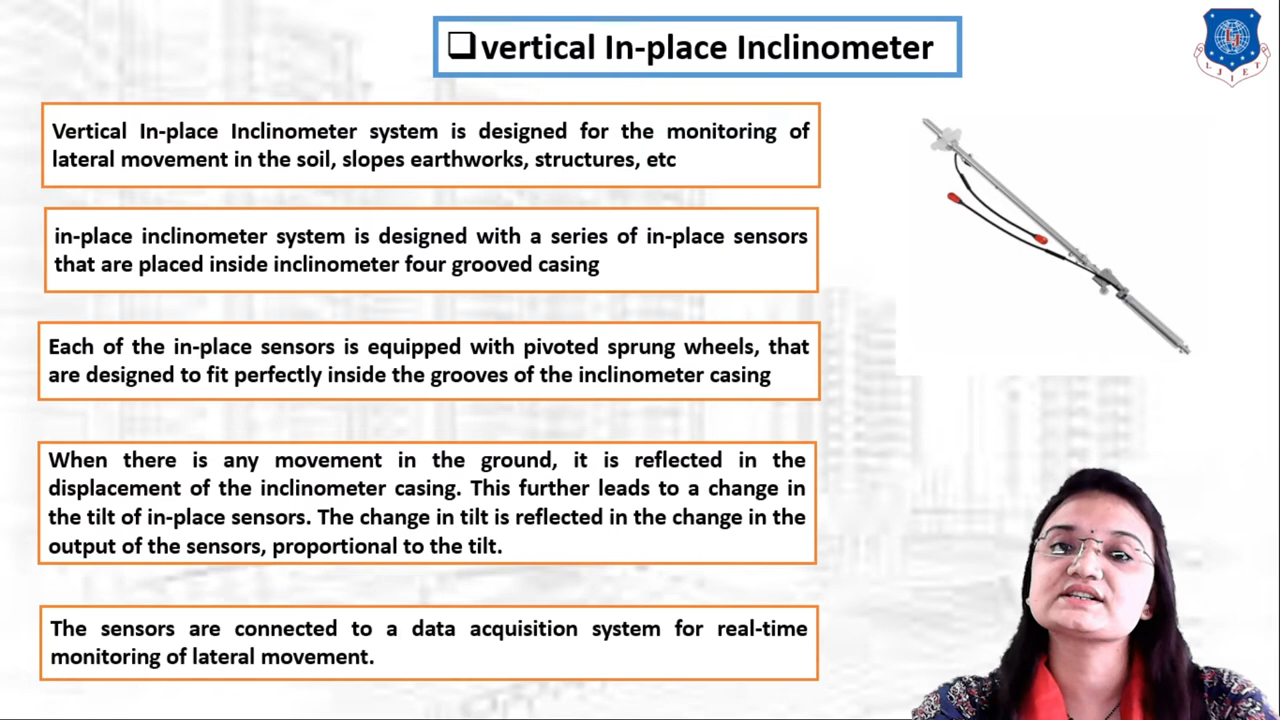 ❑vertical In-place Inclinometer
Vertical In-place Inclinometer system is designed for the monitoring of
lateral movement in the soil, slopes earthworks, structures, etc
in-place inclinometer system is designed with a series of in-place sensors
that are placed inside inclinometer four grooved casing
Each of the in-place sensors is equipped with pivoted sprung wheels, that
are designed to fit perfectly inside the grooves of the inclinometer casing
When there is any movement in the ground, it is reflected in the
displacement of the inclinometer casing. This further leads to a change in
the tilt of in-place sensors. The change in tilt is reflected in the change in the
output of the sensors, proportional to the tilt.
The sensors are connected to a data acquisition system for real-time
monitoring of lateral movement.
LJ
LJIET